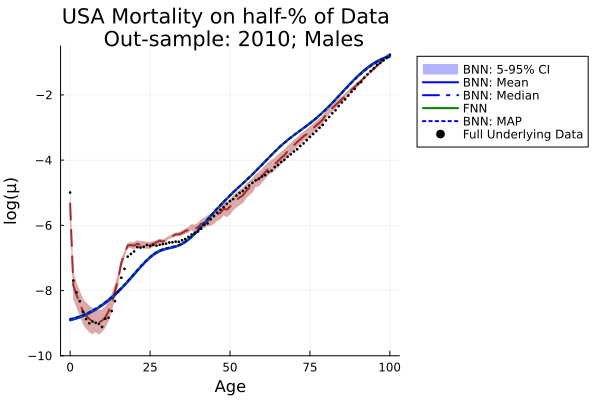 USA Mortality on half-% of Data
Out-sample: 2010; Males
log(μ)
−2
−4
−6
−8
−10
0
25
50
75
100
Age
BNN: 5-95% CI
BNN: Mean
BNN: Median
FNN
BNN: MAP
Full Underlying Data